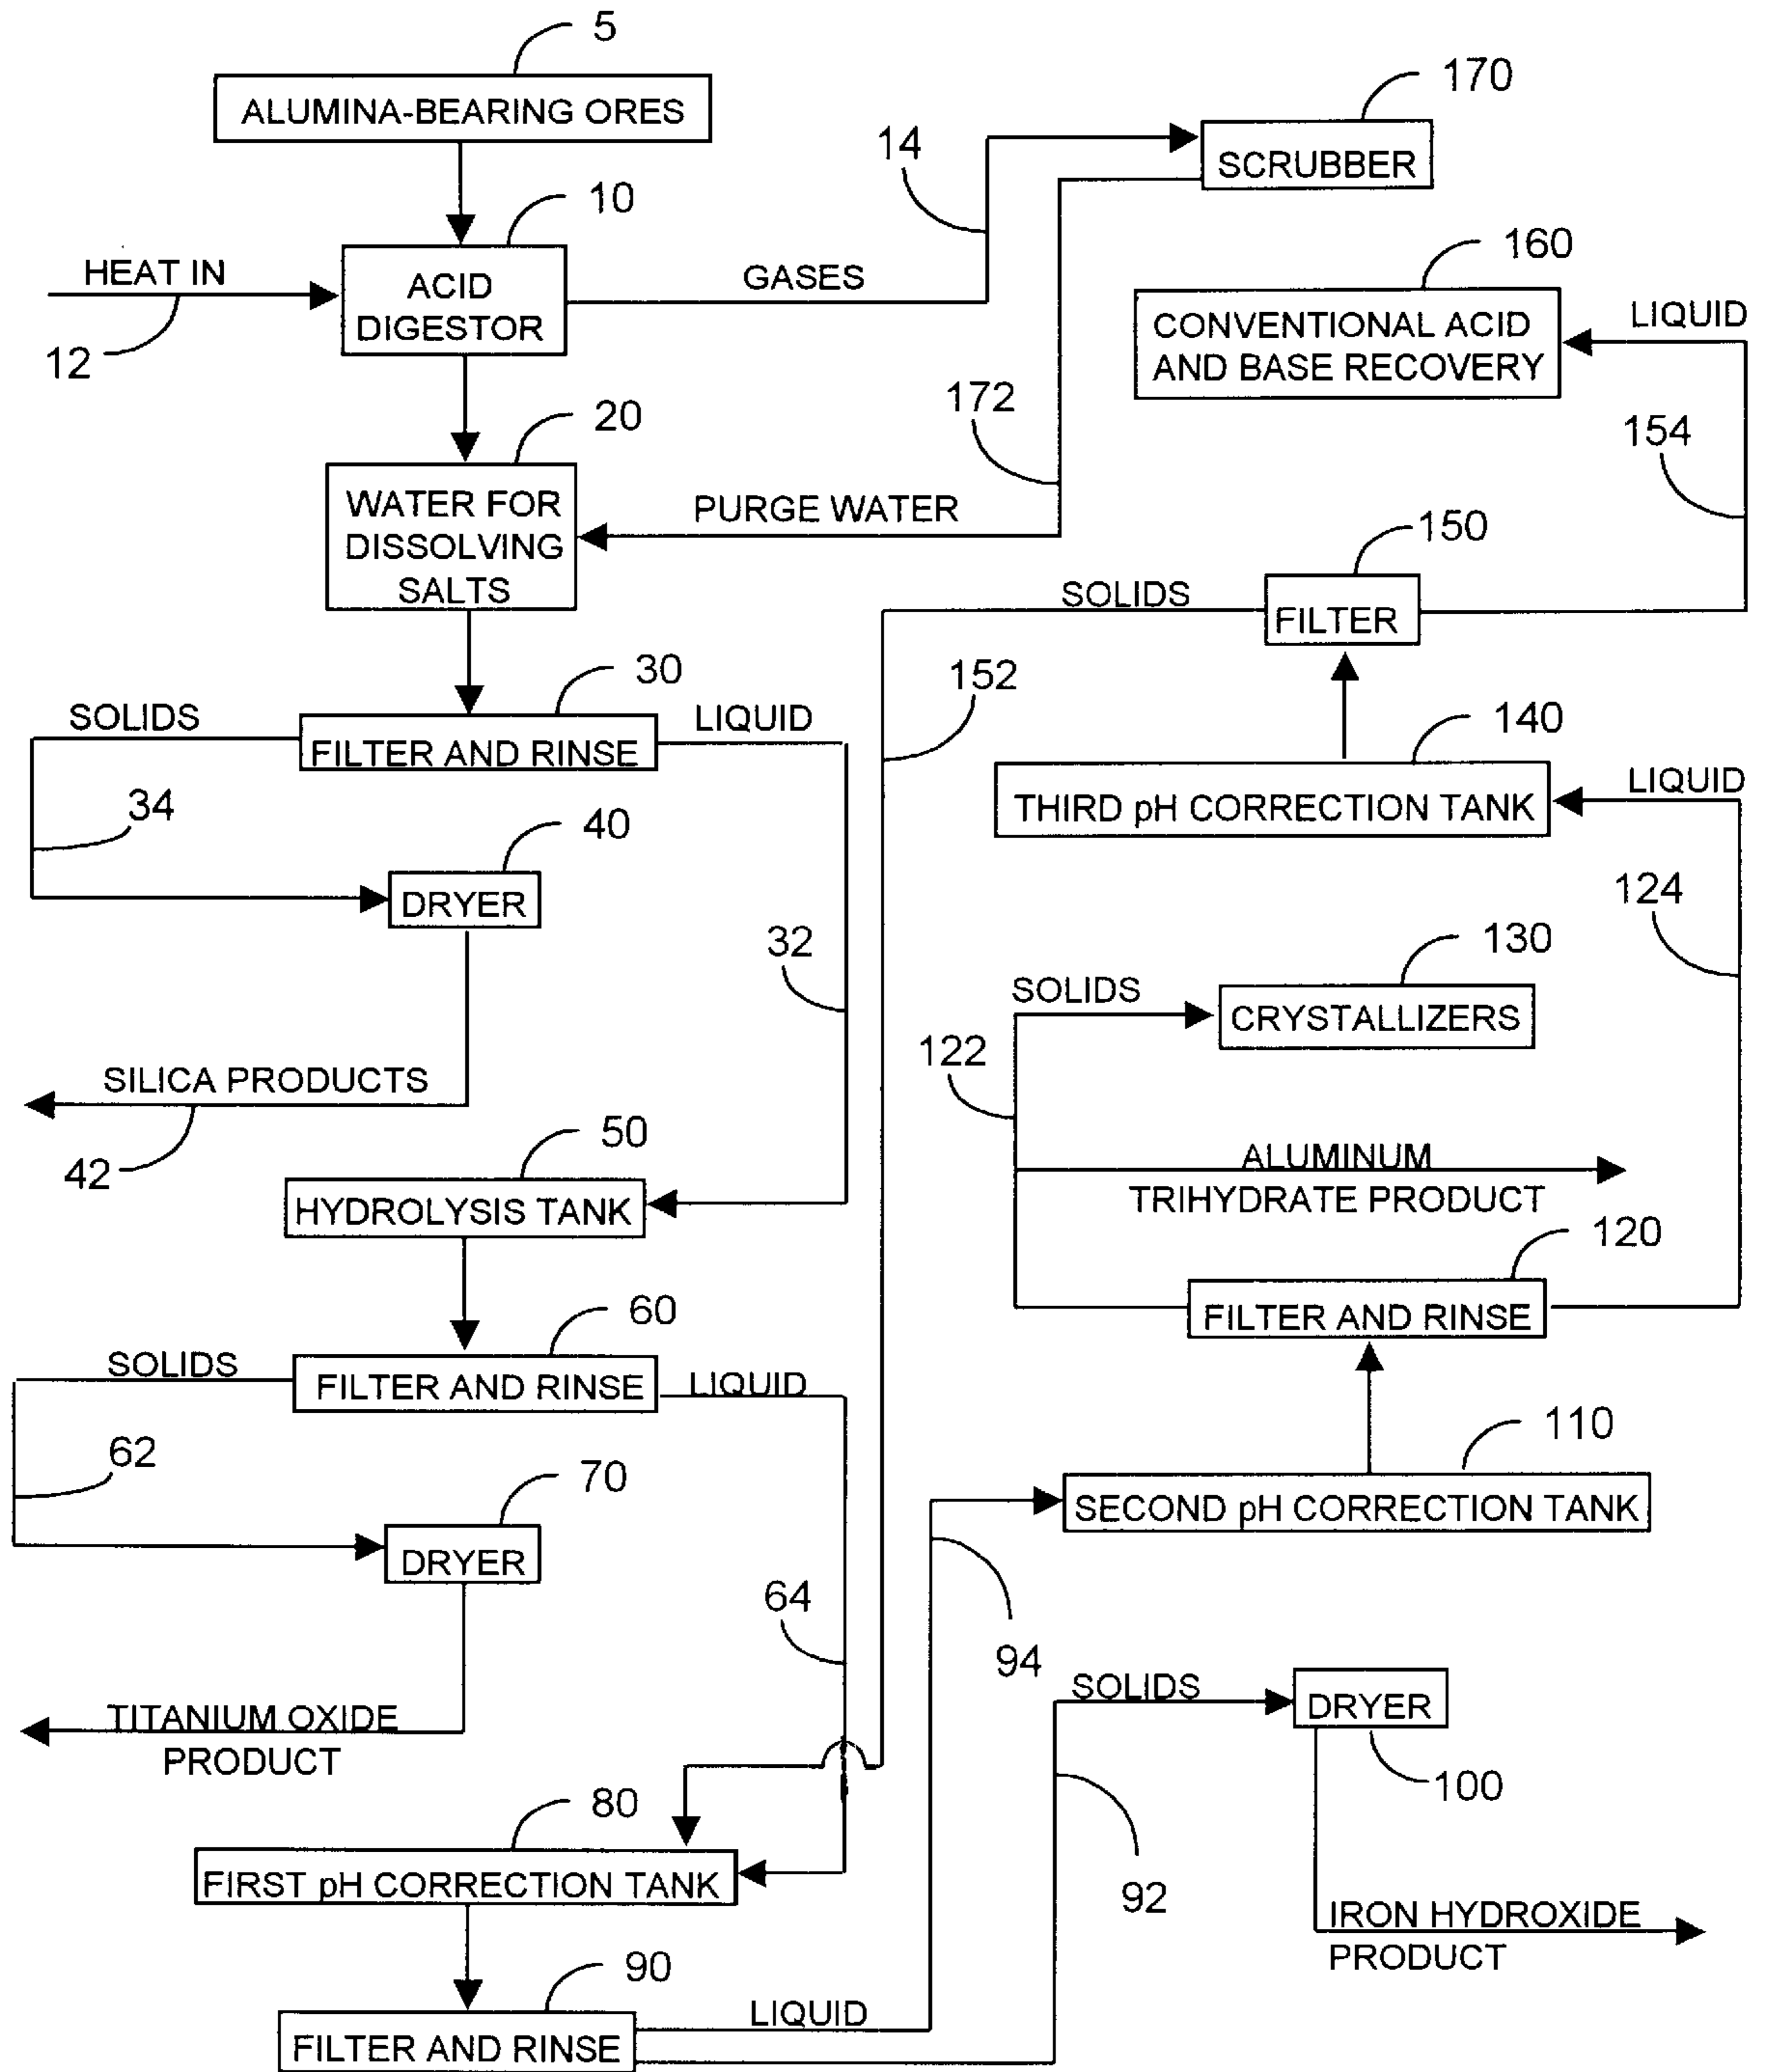 5
ALUMINA-BEARING ORES
170
14
SCRUBBER
10
160
HEAT IN
GASES
ACID
DIGESTOR
LIQUID
CONVENTIONAL ACID
AND BASE RECOVERY
12
172
20
154
WATER FOR
DISSOLVING
SALTS
PURGE WATER
150
SOLIDS
FILTER
30
152
SOLIDS
LIQUID
FILTER AND RINSE
140
LIQUID
THIRD pH CORRECTION TANK
34
40
DRYER
124
32
130
SOLIDS
CRYSTALLIZERS
122
SILICA PRODUCTS
50
42
ALUMINUM
TRIHYDRATE PRODUCT
HYDROLYSIS TANK
120
60
FILTER AND RINSE
SOLIDS
FILTER AND RINSE
LIQUID
110
62
70
SECOND pH CORRECTION TANK
DRYER
64
94
SOLIDS
DRYER
TITANIUM OXIDE
PRODUCT
100
80
FIRST pH CORRECTION TANK
92
IRON HYDROXIDE
PRODUCT
90
LIQUID
FILTER AND RINSE